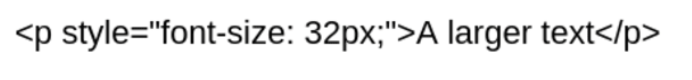 <p style="font-size: 32px;">A larger text</p>